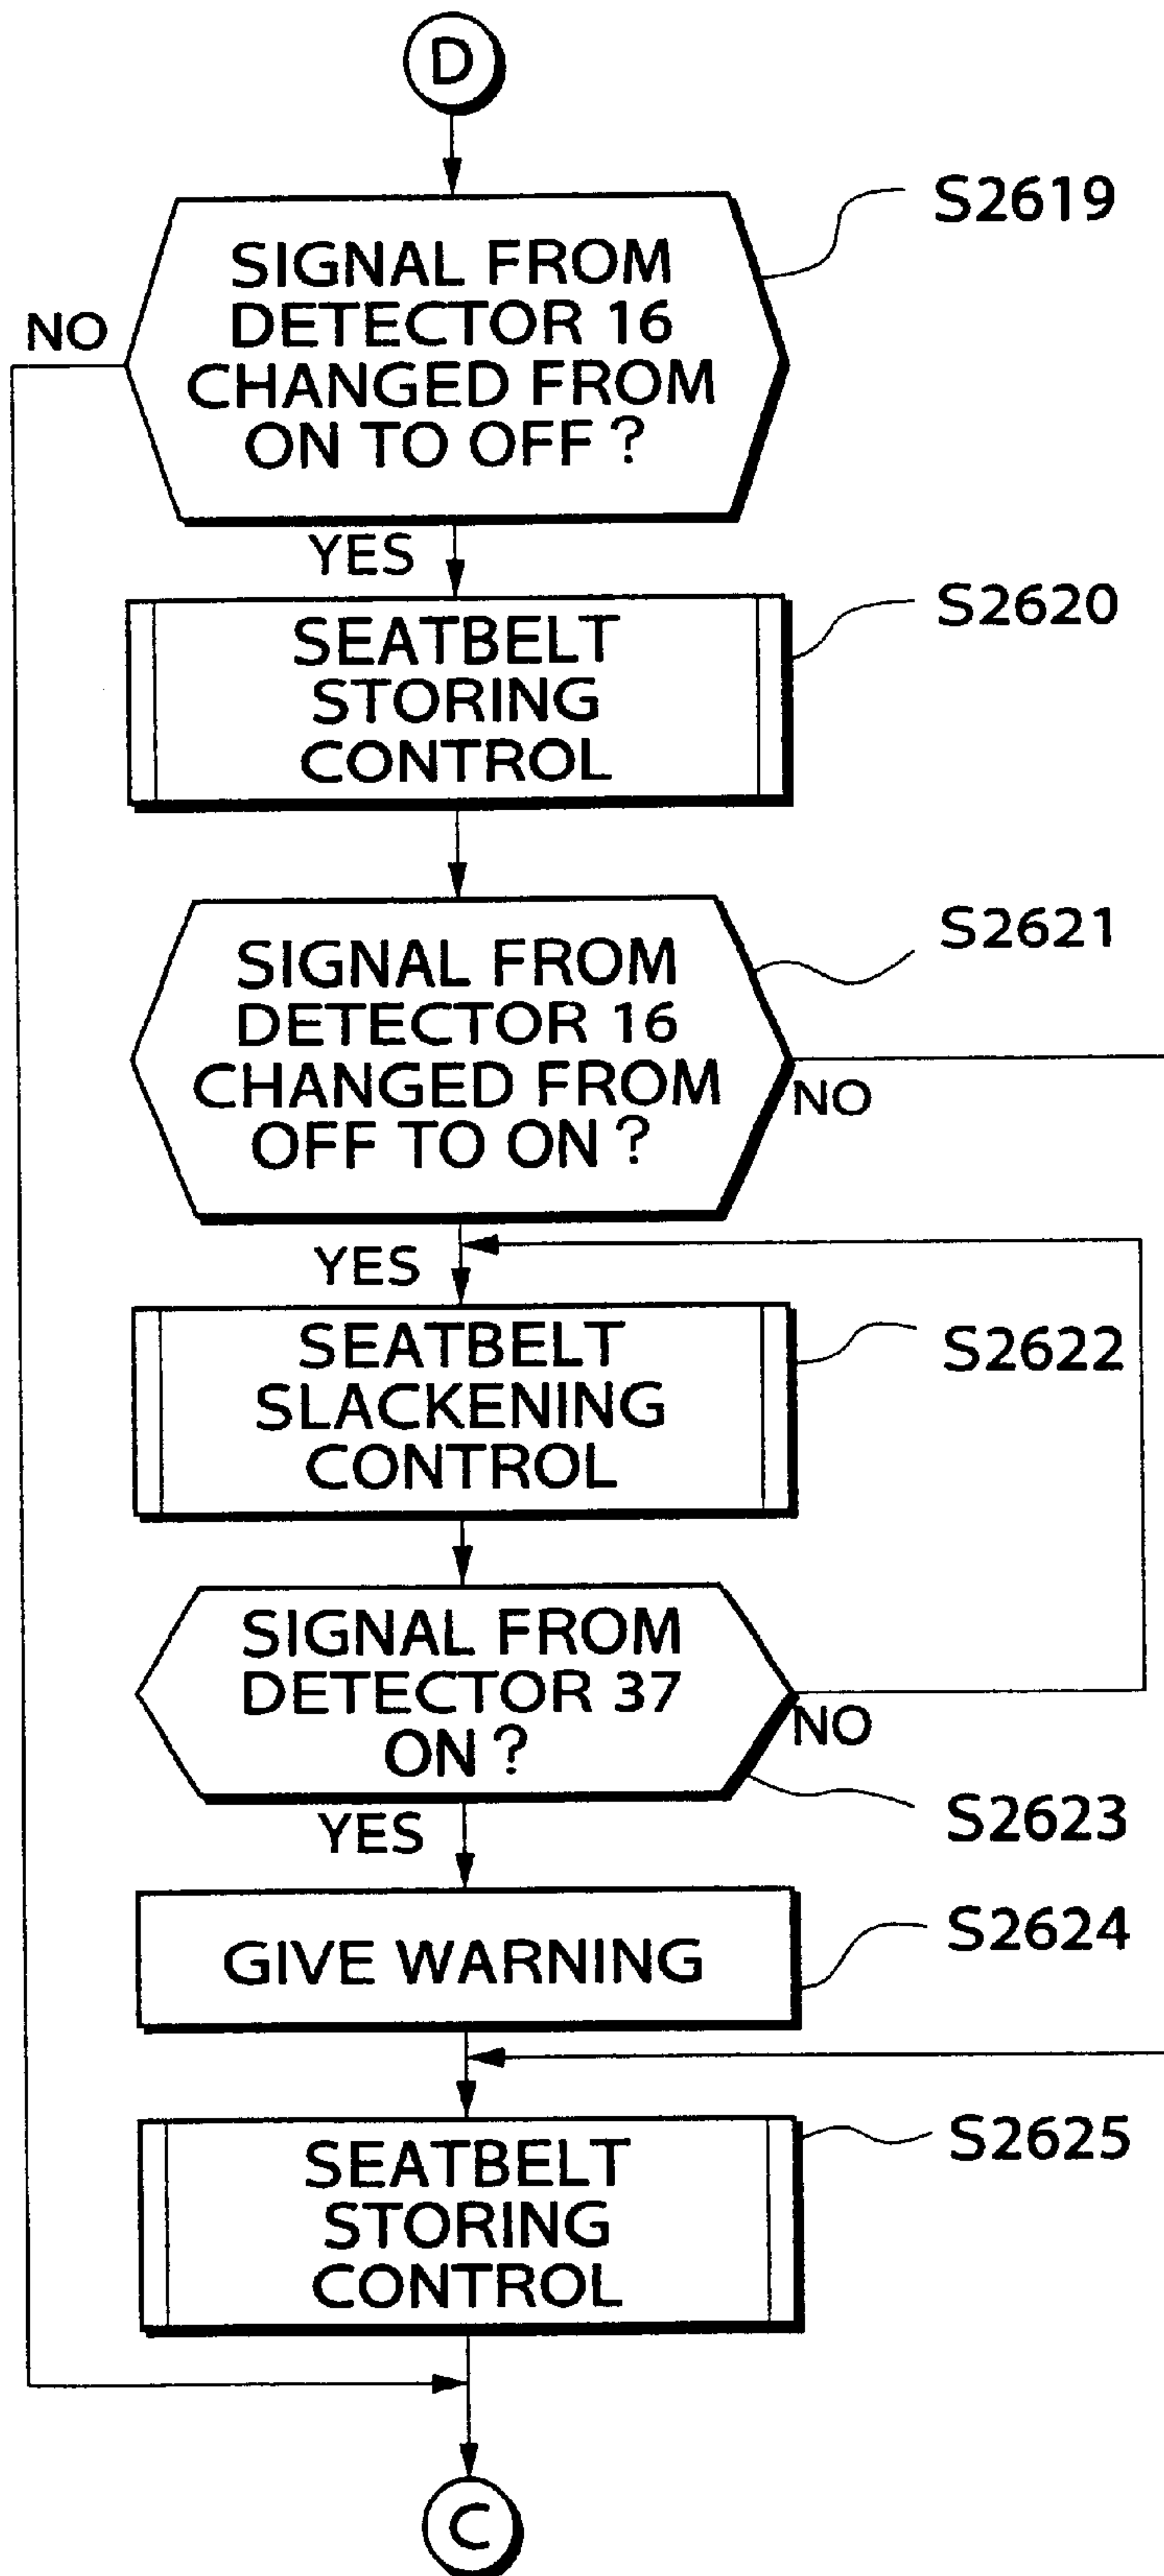 D
S2619
SIGNAL FROM
DETECTOR 16
CHANGED FROM
ON TO OFF ?
NO
YES
S2620
SEATBELT
STORING
CONTROL
S2621
SIGNAL FROM
DETECTOR 16
CHANGED FROM
OFF TO ON ?
NO
YES
S2622
SEATBELT
SLACKENING
CONTROL
SIGNAL FROM
DETECTOR 37
ON ?
NO
S2623
YES
S2624
GIVE WARNING
S2625
SEATBELT
STORING
CONTROL
C